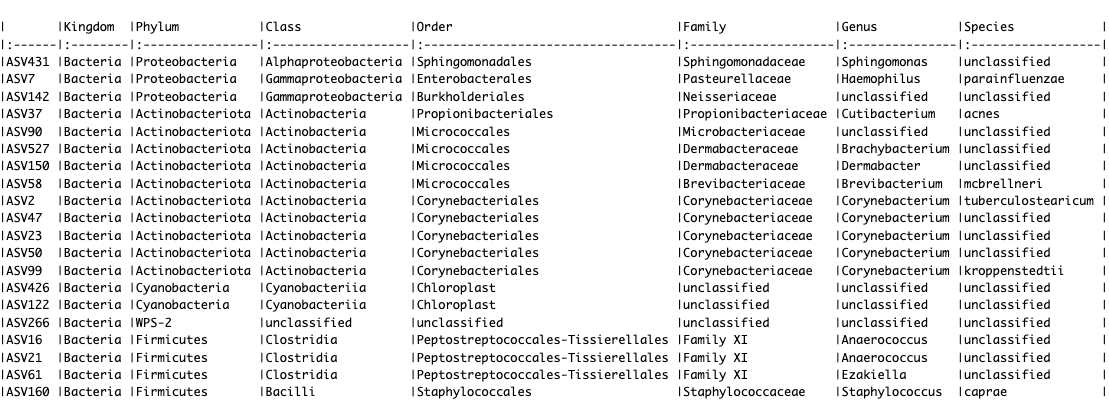 |       |Kingdom  |Phylum          |Class               |Order                               |Family               |Genus           |Species            |
|:------|:--------|:---------------|:-------------------|:-----------------------------------|:--------------------|:---------------|:------------------|
|ASV431 |Bacteria |Proteobacteria  |Alphaproteobacteria |Sphingomonadales                    |Sphingomonadaceae    |Sphingomonas    |unclassified       |
|ASV7   |Bacteria |Proteobacteria  |Gammaproteobacteria |Enterobacterales                    |Pasteurellaceae      |Haemophilus     |parainfluenzae     |
|ASV142 |Bacteria |Proteobacteria  |Gammaproteobacteria |Burkholderiales                     |Neisseriaceae        |unclassified    |unclassified       |
|ASV37  |Bacteria |Actinobacteriota |Actinobacteria      |Propionibacteriales                 |Propionibacteriaceae |Cutibacterium   |acnes              |
|ASV90  |Bacteria |Actinobacteriota |Actinobacteria      |Micrococcales                       |Microbacteriaceae    |unclassified    |unclassified       |
|ASV527 |Bacteria |Actinobacteriota |Actinobacteria      |Micrococcales                       |Dermabacteraceae     |Brachybacterium |unclassified       |
|ASV150 |Bacteria |Actinobacteriota |Actinobacteria      |Micrococcales                       |Dermabacteraceae     |Dermabacter     |unclassified       |
|ASV58  |Bacteria |Actinobacteriota |Actinobacteria      |Micrococcales                       |Brevibacteriaceae    |Brevibacterium  |mcbrellneri        |
|ASV2   |Bacteria |Actinobacteriota |Actinobacteria      |Corynebacteriales                   |Corynebacteriaceae   |Corynebacterium |tuberculostearicum |
|ASV47  |Bacteria |Actinobacteriota |Actinobacteria      |Corynebacteriales                   |Corynebacteriaceae   |Corynebacterium |unclassified       |
|ASV23  |Bacteria |Actinobacteriota |Actinobacteria      |Corynebacteriales                   |Corynebacteriaceae   |Corynebacterium |unclassified       |
|ASV50  |Bacteria |Actinobacteriota |Actinobacteria      |Corynebacteriales                   |Corynebacteriaceae   |Corynebacterium |unclassified       |
|ASV99  |Bacteria |Actinobacteriota |Actinobacteria      |Corynebacteriales                   |Corynebacteriaceae   |Corynebacterium |kroppenstedtii     |
|ASV426 |Bacteria |Cyanobacteria   |Cyanobacteriia      |Chloroplast                         |unclassified         |unclassified    |unclassified       |
|ASV122 |Bacteria |Cyanobacteria   |Cyanobacteriia      |Chloroplast                         |unclassified         |unclassified    |unclassified       |
|ASV266 |Bacteria |WPS-2           |unclassified        |unclassified                        |unclassified         |unclassified    |unclassified       |
|ASV16  |Bacteria |Firmicutes      |Clostridia          |Peptostreptococcales-Tissierellales |Family XI            |Anaerococcus    |unclassified       |
|ASV21  |Bacteria |Firmicutes      |Clostridia          |Peptostreptococcales-Tissierellales |Family XI            |Anaerococcus    |unclassified       |
|ASV61  |Bacteria |Firmicutes      |Clostridia          |Peptostreptococcales-Tissierellales |Family XI            |Ezakiella       |unclassified       |
|ASV160 |Bacteria |Firmicutes      |Bacilli             |Staphylococcales                    |Staphylococcaceae    |Staphylococcus  |caprae             |